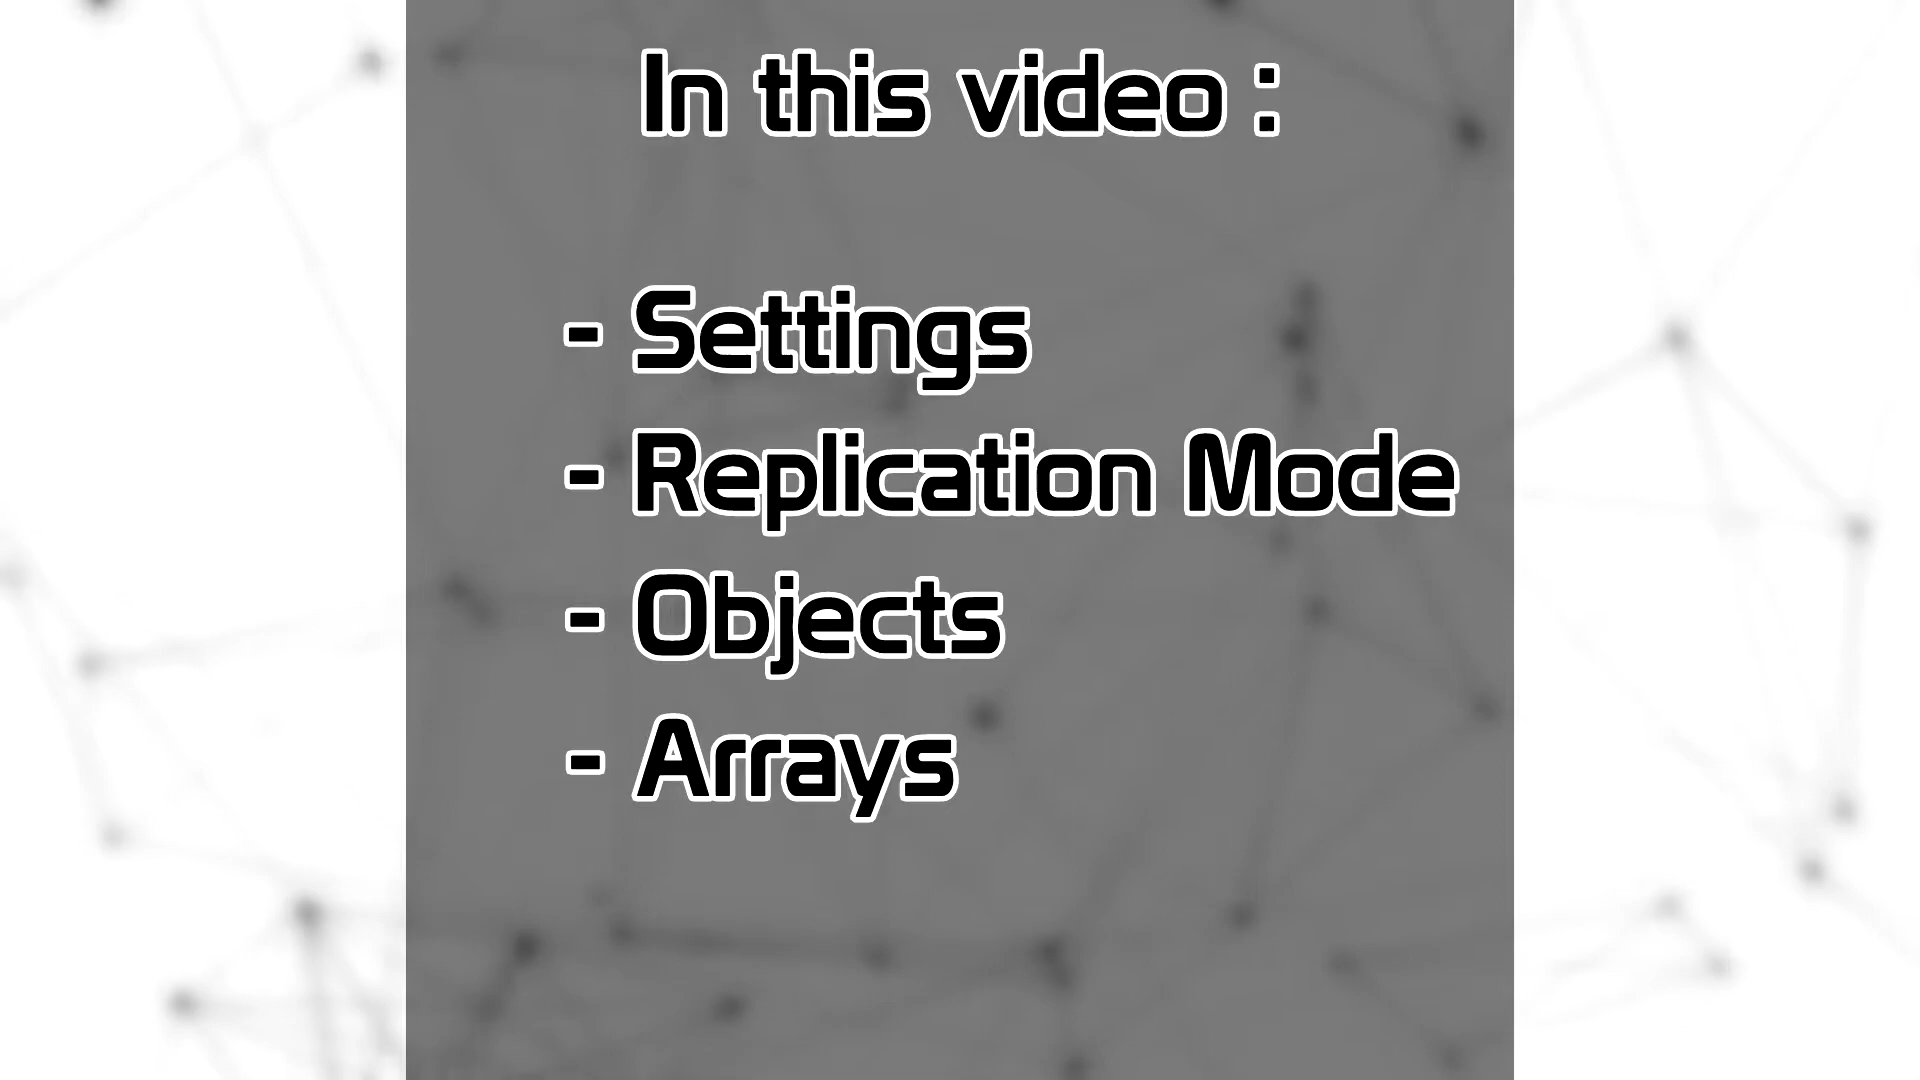 In this video :
- Settings
- Replication Mode
- Objects
- Arrays